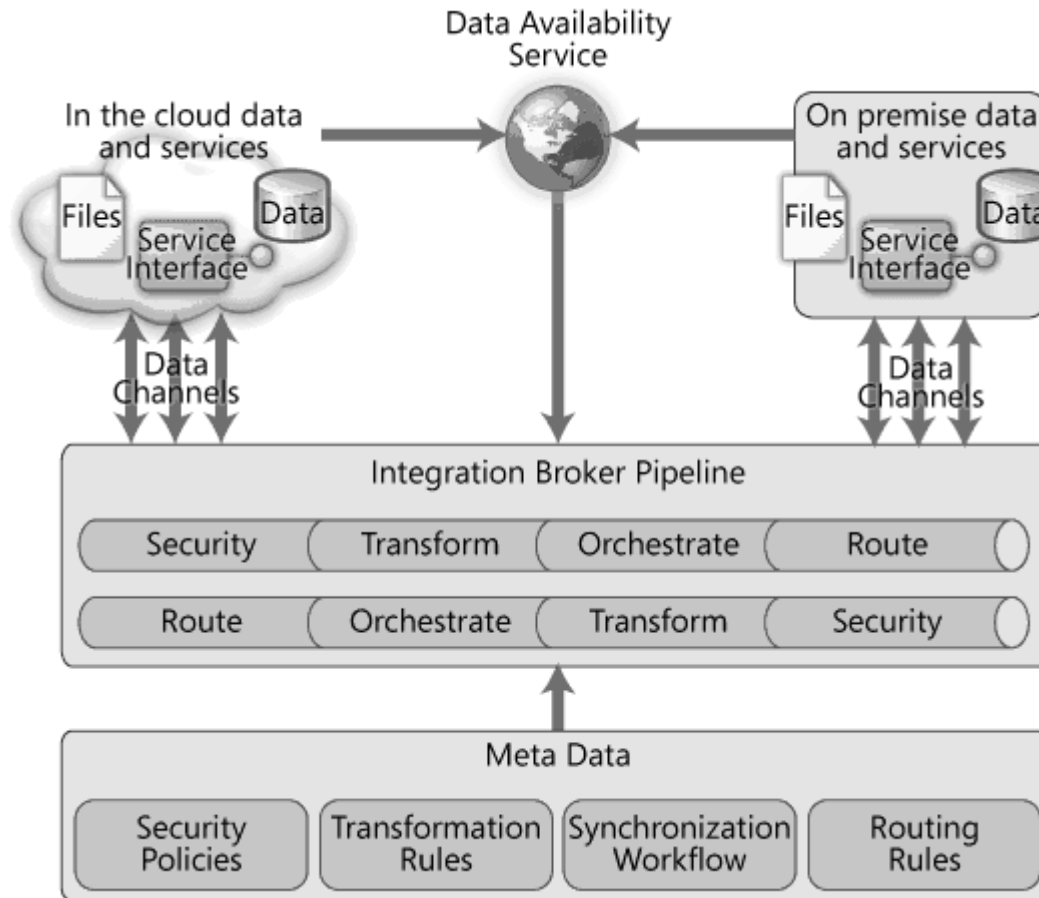 Data Availability
Service
In the cloud data
and services
On premise data
and services
Files
Data
Service
Interface
Files
Data
Service
Interface
Data
Channels
Data
Channels
Integration Broker Pipeline
Security Transform Orchestrate Route
Route Orchestrate Transform Security
Meta Data
Security
Policies
Transformation
Rules
Synchronization
Workflow
Routing
Rules